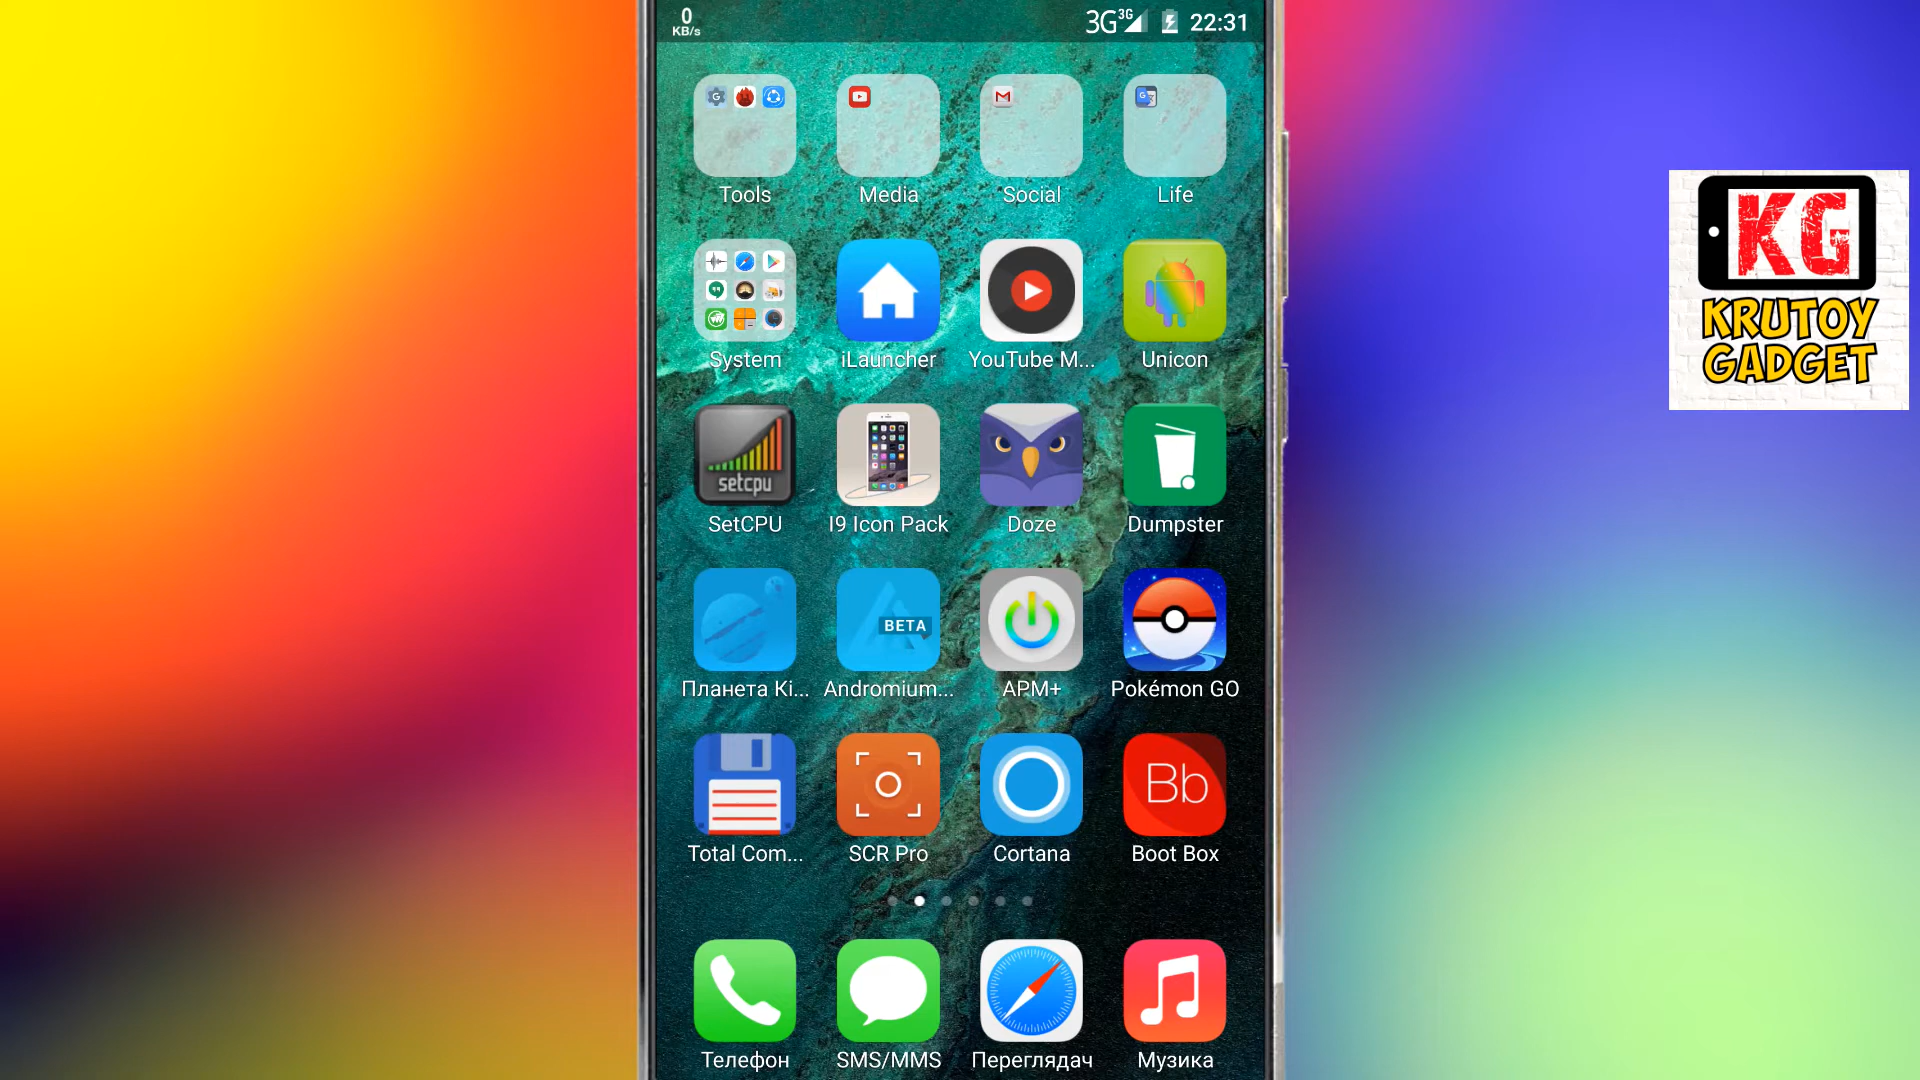 0
KB/s
3G 3G 22:31
Tools
Media
Social
Life
System
iLauncher
YouTube M...
Unicon
setcpu
SetCPU
I9 Icon Pack
Doze
Dumpster
BETA
Планета Ki...
Andromium...
APM+
Pokémon GO
Bb
Total Com...
SCR Pro
Cortana
Boot Box
Телефон
SMS/MMS
Переглядач
Музика
KG
KRUTOY
GADGET